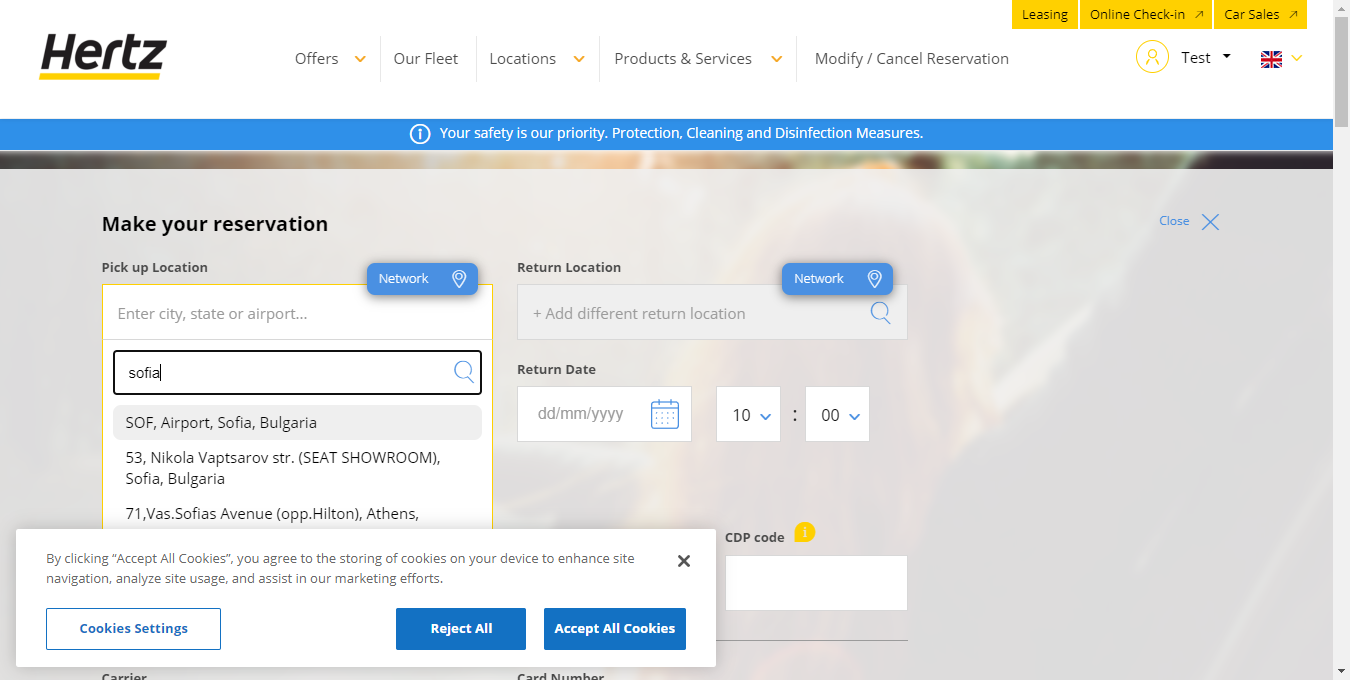 Leasing
Online Check-in
Car Sales
Hertz
Offers
Our Fleet
Locations
Products & Services
Modify / Cancel Reservation
Test
Your safety is our priority. Protection, Cleaning and Disinfection Measures.
Make your reservation
Close
Pick up Location
Network
Return Location
Network
Enter city, state or airport...
+ Add different return location
sofia
Return Date
dd/mm/yyyy
10
:
00
SOF, Airport, Sofia, Bulgaria
53, Nikola Vaptsarov str. (SEAT SHOWROOM),
Sofia, Bulgaria
71,Vas.Sofias Avenue (opp.Hilton), Athens,
CDP code
i
By clicking “Accept All Cookies”, you agree to the storing of cookies on your device to enhance site
navigation, analyze site usage, and assist in our marketing efforts.
Cookies Settings
Reject All
Accept All Cookies
Carrier
Card Number